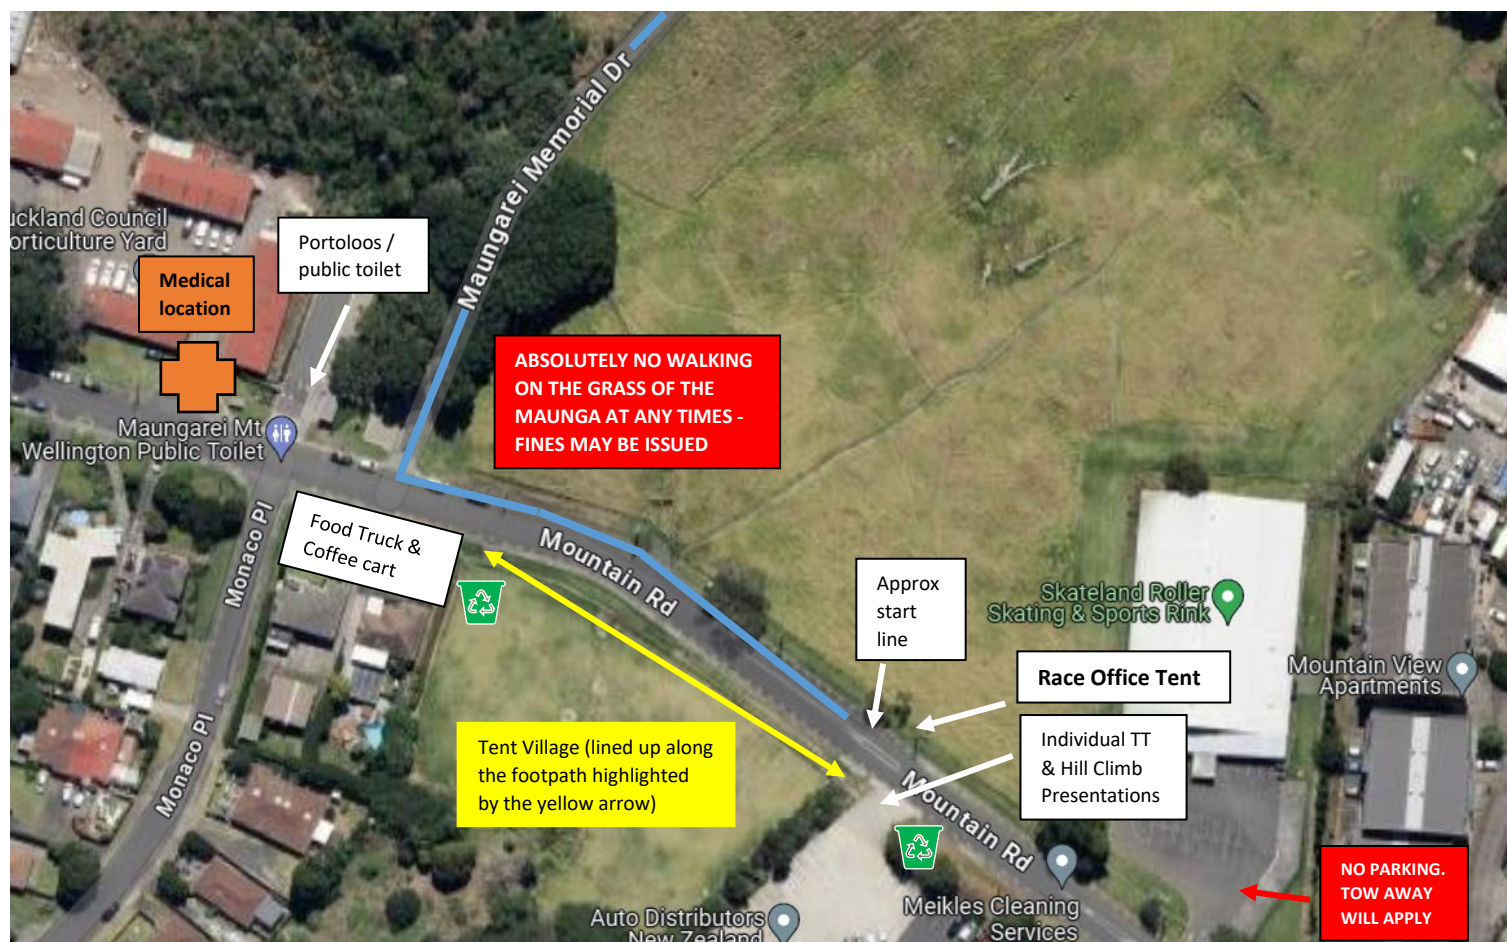 Maungarei Memorial Dr
uckland Council
orticulture Yard
Portoloos /
public toilet
Medical
location
ABSOLUTELY NO WALKING
ON THE GRASS OF THE
MAUNGA AT ANY TIMES -
FINES MAY BE ISSUED
Maungarei Mt
Wellington Public Toilet
Food Truck &
Coffee cart
Monaco Pl
Mountain Rd
Approx
start
line
Skateland Roller
Skating & Sports Rink
Race Office Tent
Mountain View
Apartments
Monaco Pl
Tent Village (lined up along
the footpath highlighted
by the yellow arrow)
Individual TT
& Hill Climb
Presentations
Mountain Rd
NO PARKING.
TOW AWAY
WILL APPLY
Meikles Cleaning
Services
Auto Distributors
New Zealand